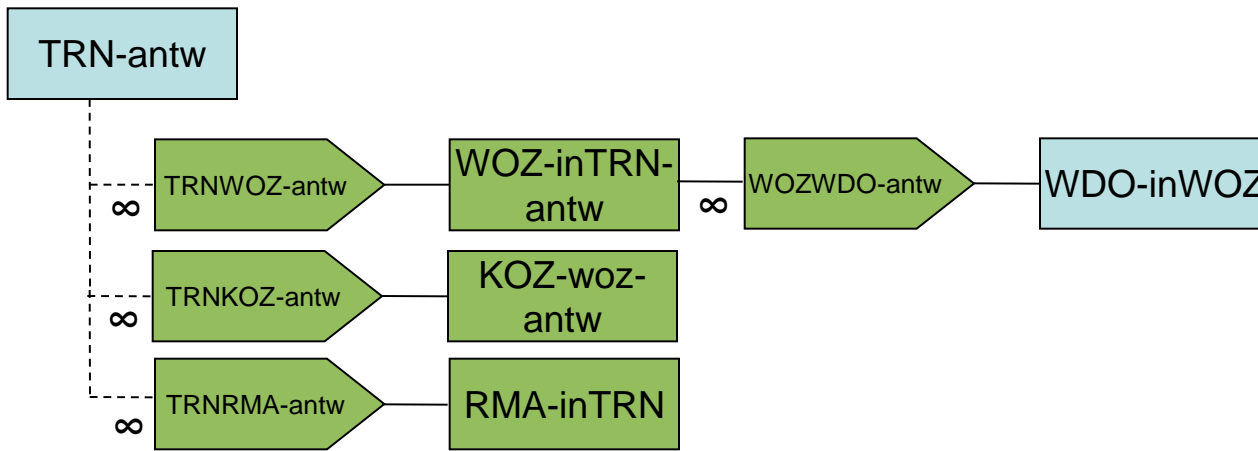 TRN-antw
TRNWOZ-antw
WOZ-inTRN-
antw
WOZWDO-antw
WDO-inWOZ
∞
∞
TRNKOZ-antw
KOZ-woz-
antw
∞
TRNRMA-antw
RMA-inTRN
∞